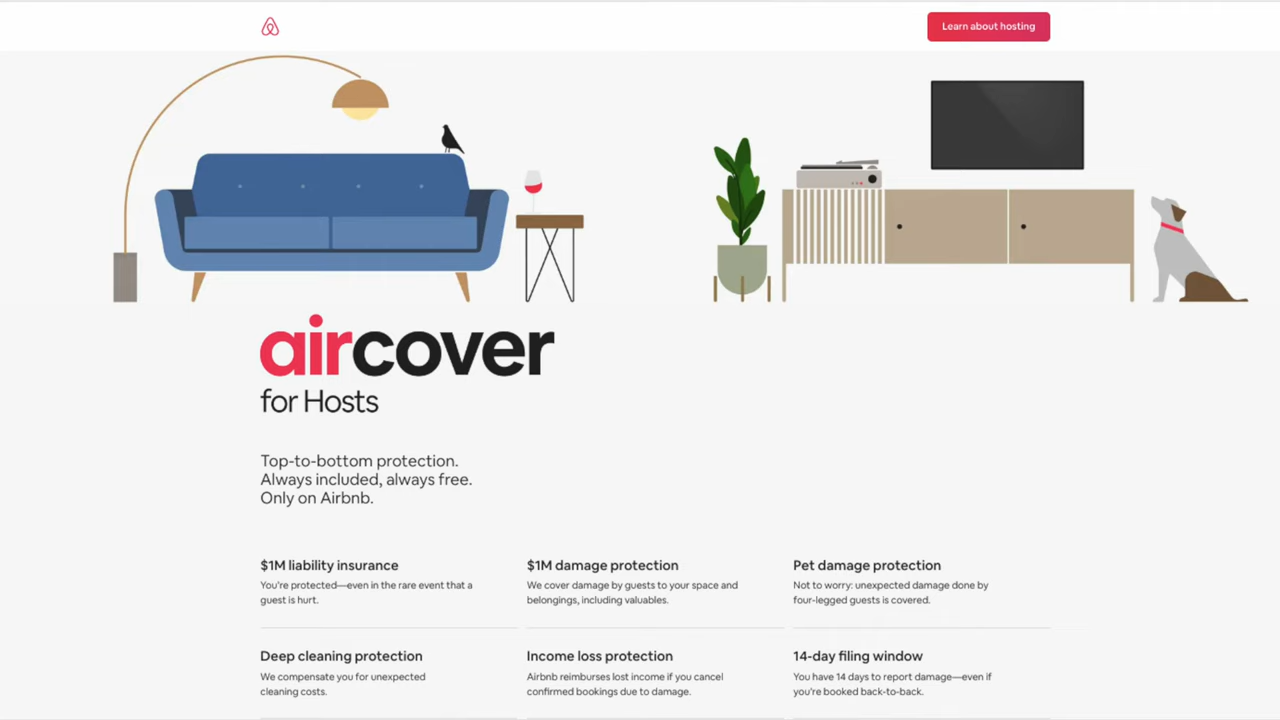 Learn about hosting
aircover
for Hosts
Top-to-bottom protection.
Always included, always free.
Only on Airbnb.
$1M liability insurance
You're protected—even in the rare event that a
guest is hurt.
$1M damage protection
We cover damage by guests to your space and
belongings, including valuables.
Pet damage protection
Not to worry: unexpected damage done by
four-legged guests is covered.
Deep cleaning protection
We compensate you for unexpected
cleaning costs.
Income loss protection
Airbnb reimburses lost income if you cancel
confirmed bookings due to damage.
14-day filing window
You have 14 days to report damage—even if
you're booked back-to-back.